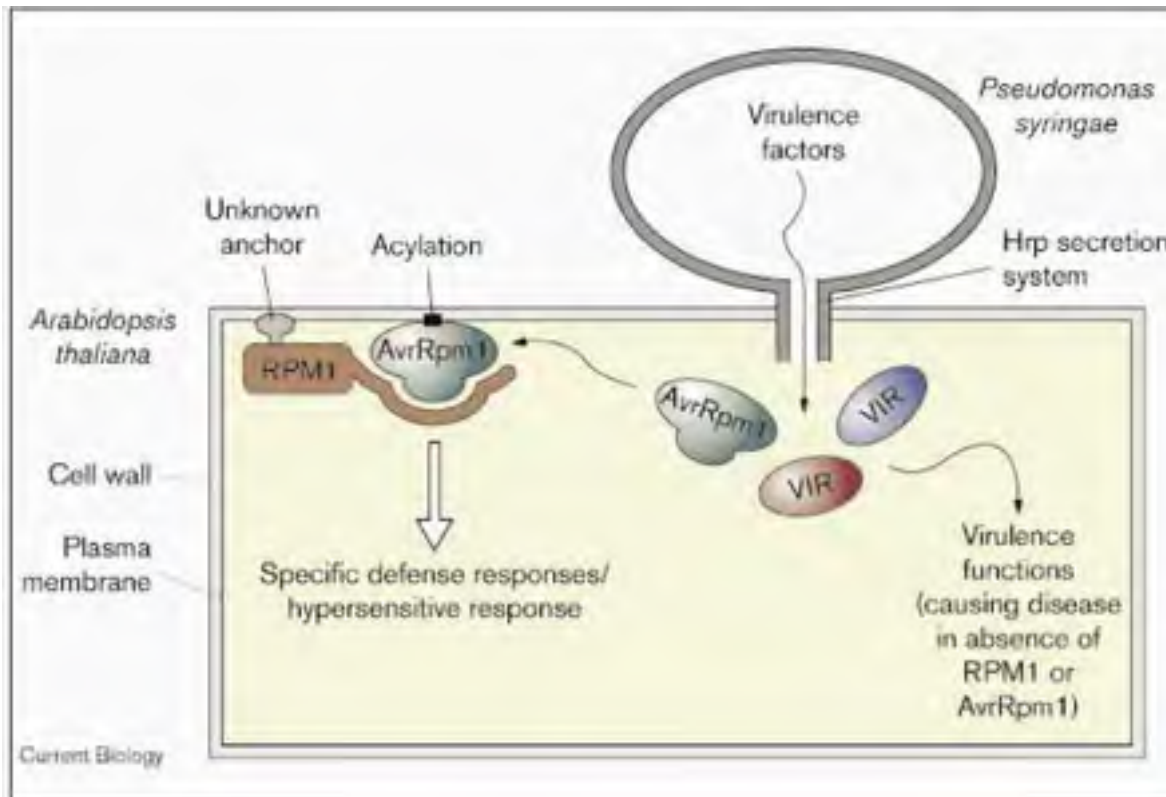 Pseudomonas
syringae
Virulence
factors
Unknown
anchor
Acylation
Hrp secretion
system
Arabidopsis
thaliana
RPM1
AvrRpm1
AvrRpm1
VIR
VIR
Cell wall
Plasma
membrane
Specific defense responses/
hypersensitive response
Virulence
functions
(causing disease
in absence of
RPM1 or
AvrRpm1)
Current Biology